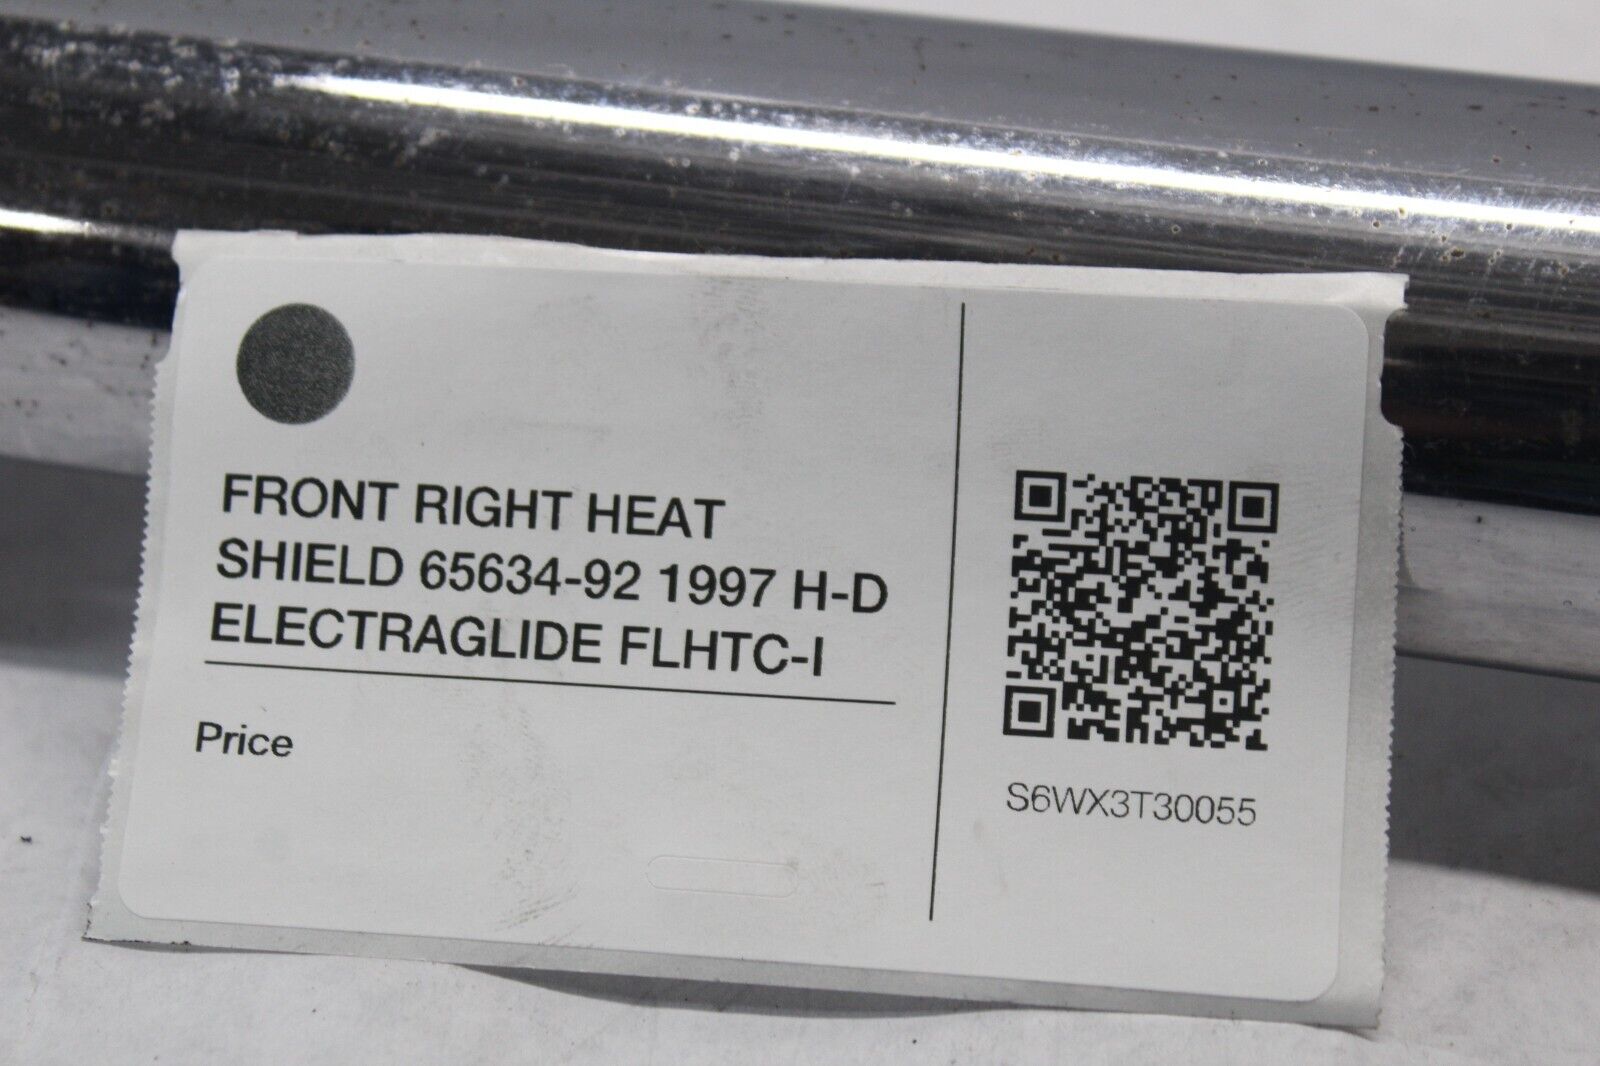 FRONT RIGHT HEAT
SHIELD 65634-92 1997 H-D
ELECTRAGLIDE FLHTC-I
Price
S6WX3T30055